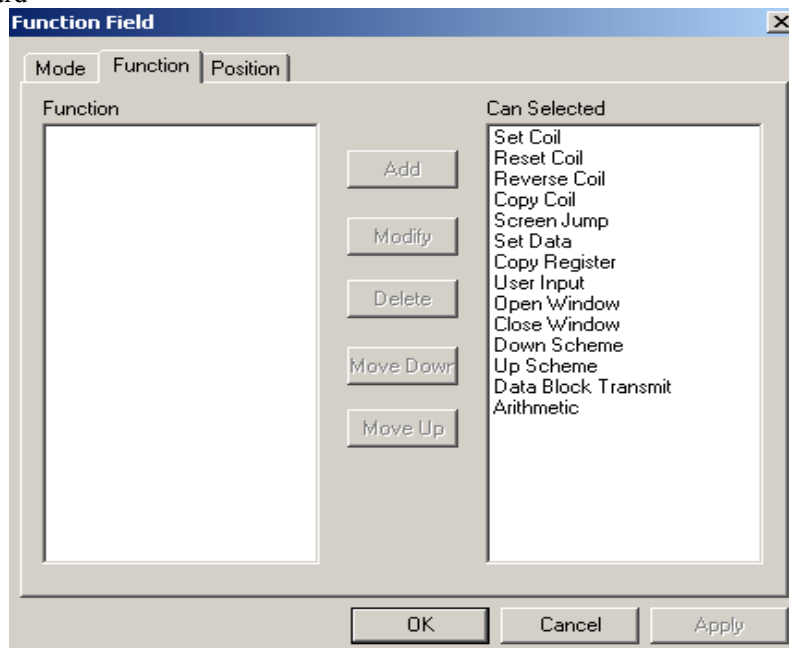 Function Field
Mode Function Position
Function
Can Selected
Set Coil
Reset Coil
Reverse Coil
Copy Coil
Screen Jump
Set Data
Copy Register
User Input
Open Window
Close Window
Down Scheme
Up Scheme
Data Block Transmit
Arithmetic
Add
Modify
Delete
Move Down
Move Up
OK Cancel Apply